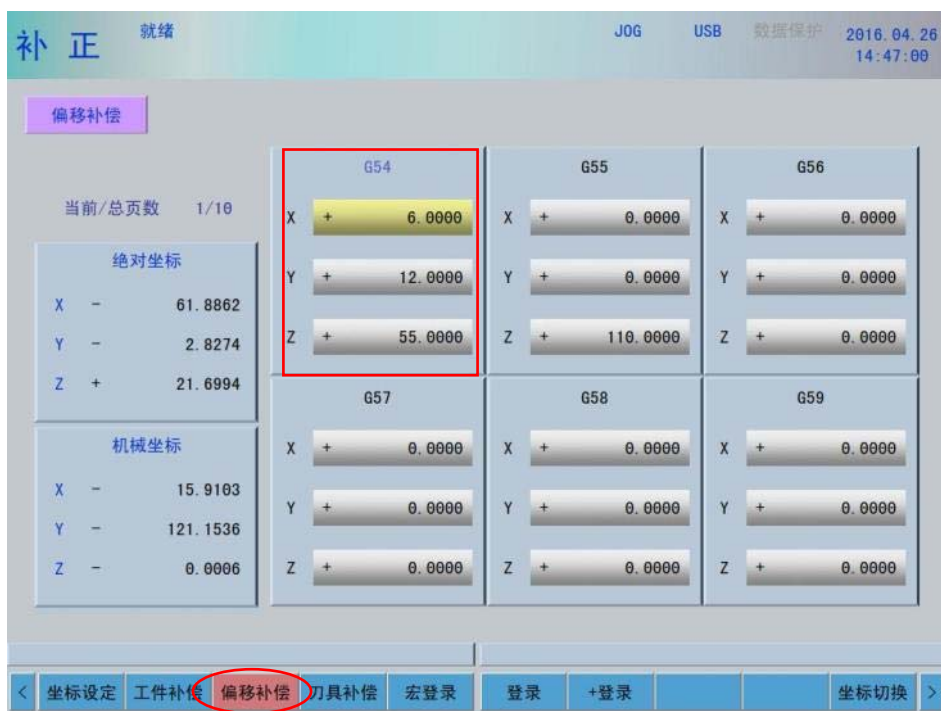 补 正 就绪 JOG USB 数据保护 2016.04.26
14:47:00
偏移补偿
当前/总页数 1/10
绝对坐标
X - 61.8862
Y - 2.8274
Z + 21.6994
机械坐标
X - 15.9103
Y - 121.1536
Z - 0.0006
G54
X + 6.0000
Y + 12.0000
Z + 55.0000
G55
X + 0.0000
Y + 0.0000
Z + 110.0000
G56
X + 0.0000
Y + 0.0000
Z + 0.0000
G57
X + 0.0000
Y + 0.0000
Z + 0.0000
G58
X + 0.0000
Y + 0.0000
Z + 0.0000
G59
X + 0.0000
Y + 0.0000
Z + 0.0000
< 坐标设定 工件补偿 偏移补偿 刀具补偿 宏登录 登录 +登录 坐标切换 >